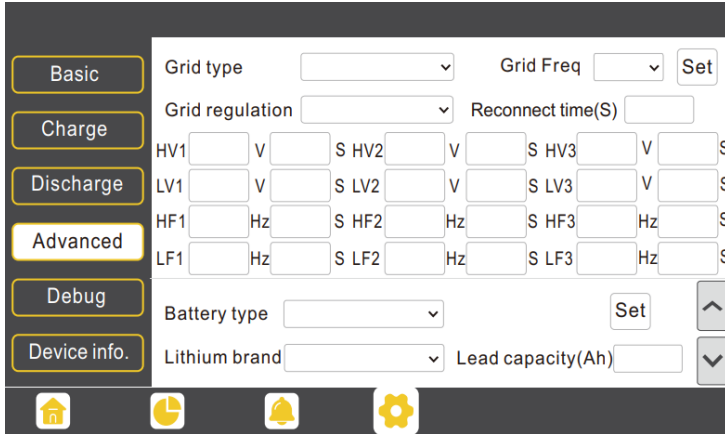 Basic
Charge
Discharge
Advanced
Debug
Device info.
Grid type Grid Freq Set
Grid regulation Reconnect time(S)
HV1 V S HV2 V S HV3 V S
LV1 V S LV2 V S LV3 V S
HF1 Hz S HF2 Hz S HF3 Hz S
LF1 Hz S LF2 Hz S LF3 Hz S
Battery type Set
Lithium brand Lead capacity(Ah)